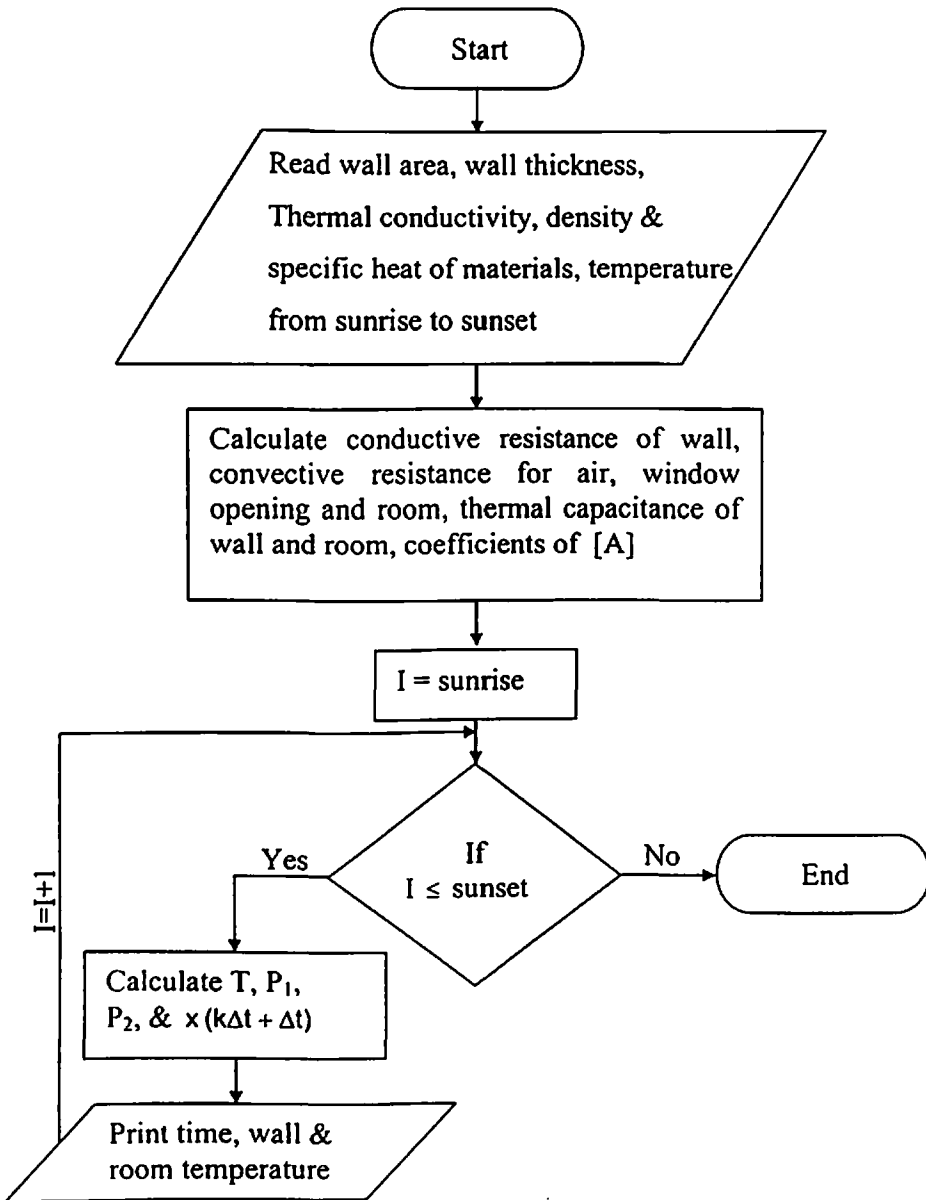 Start
Read wall area, wall thickness,
Thermal conductivity, density &
specific heat of materials, temperature
from sunrise to sunset
Calculate conductive resistance of wall,
convective resistance for air, window
opening and room, thermal capacitance of
wall and room, coefficients of [A]
I = sunrise
If
I ≤ sunset
Yes
No
End
I=I+1
Calculate T, P₁,
P₂, & x (kΔt + Δt)
Print time, wall &
room temperature